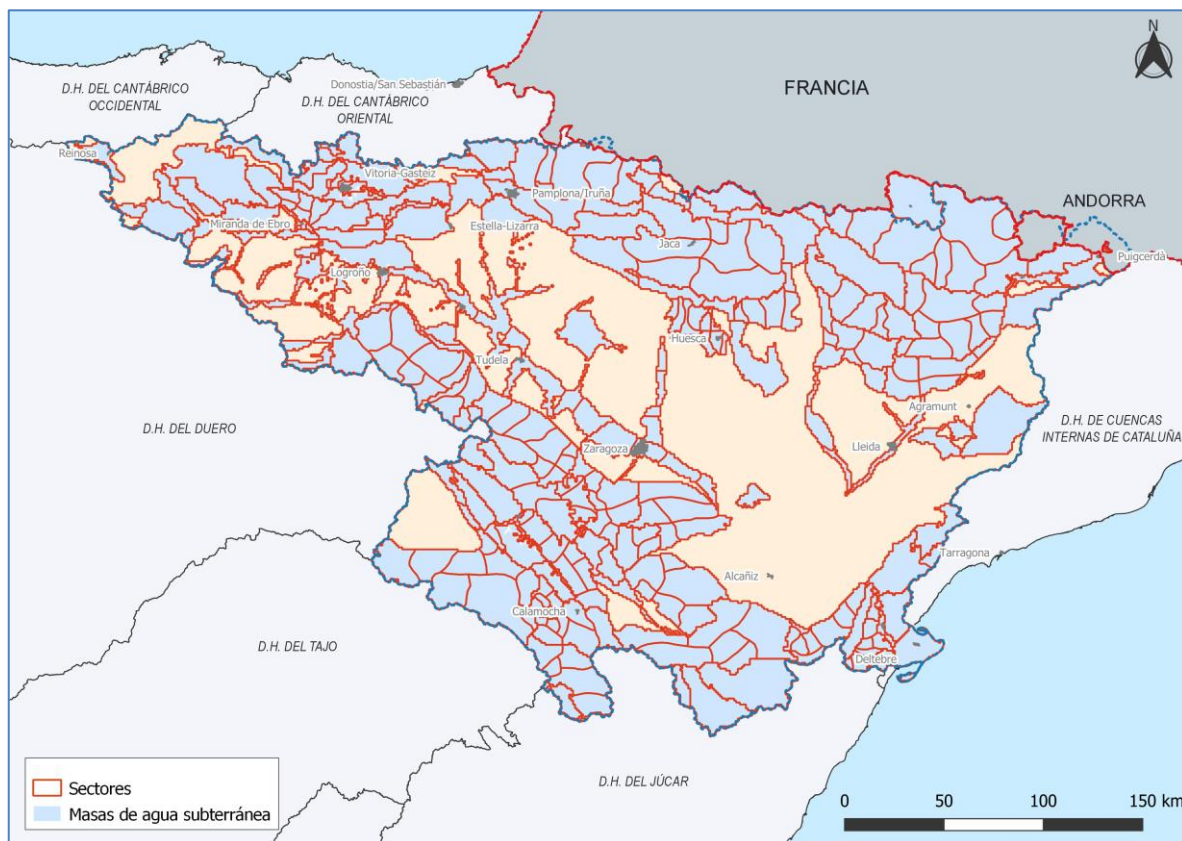 N
FRANCIA
D.H. DEL CANTÁBRICO
OCCIDENTAL
Donostia/San Sebastián
D.H. DEL CANTÁBRICO
ORIENTAL
Reinosa
Vitoria-Gasteiz
Pamplona/Iruña
ANDORRA
Miranda de Ebro
Estella-Lizarra
Jaca
Puigcerdà
Logroño
Huesca
Tudela
Agramunt
D.H. DE CUENCAS
INTERNAS DE CATALUÑA
D.H. DEL DUERO
Zaragoza
Lleida
Tarragona
Alcañiz
Calamocha
D.H. DEL TAJO
Deltebre
D.H. DEL JÚCAR
Sectores
Masas de agua subterránea
0 50 100 150 km